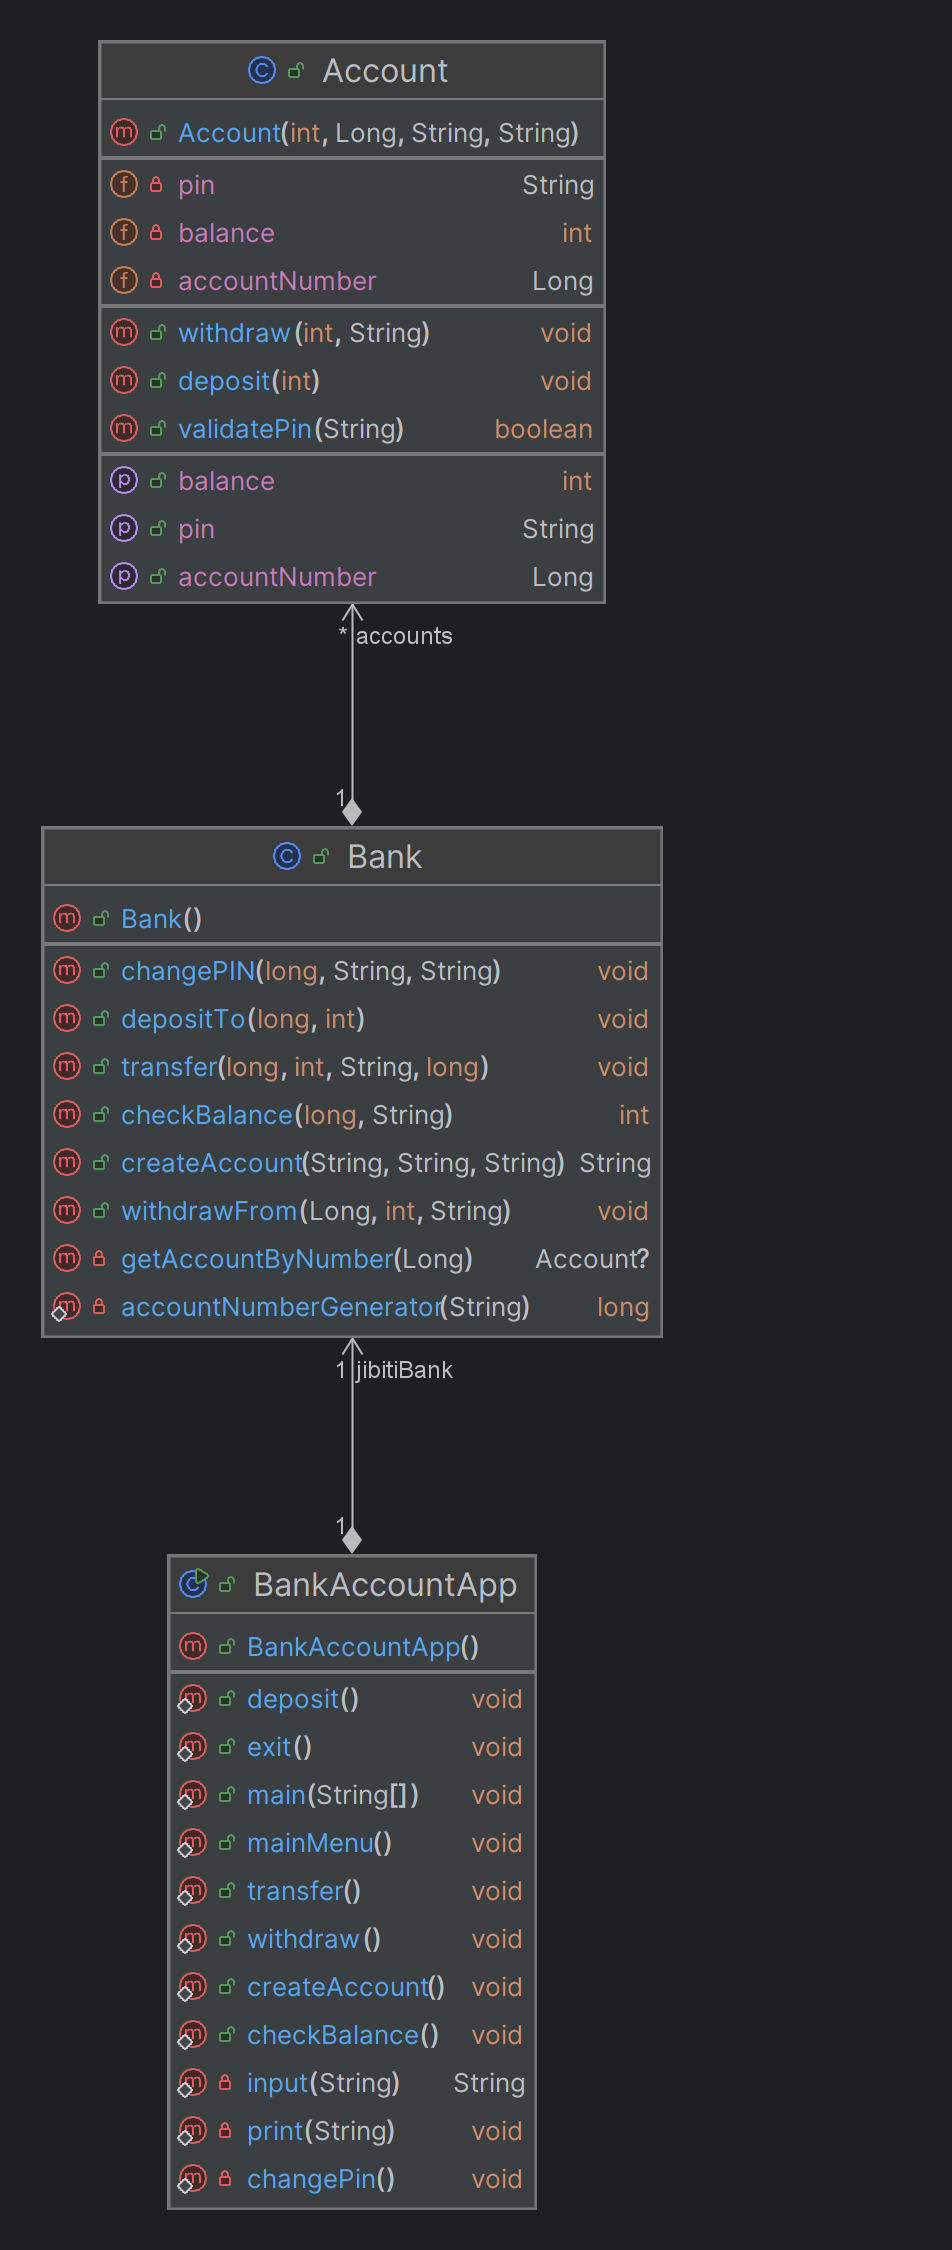 Account
Account(int, Long, String, String)
pin String
balance int
accountNumber Long
withdraw(int, String) void
deposit(int) void
validatePin(String) boolean
balance int
pin String
accountNumber Long
* accounts
1
Bank
Bank()
changePIN(long, String, String) void
depositTo(long, int) void
transfer(long, int, String, long) void
checkBalance(long, String) int
createAccount(String, String, String) String
withdrawFrom(Long, int, String) void
getAccountByNumber(Long) Account?
accountNumberGenerator(String) long
1 jibitiBank
1
BankAccountApp
BankAccountApp()
deposit() void
exit() void
main(String[]) void
mainMenu() void
transfer() void
withdraw() void
createAccount() void
checkBalance() void
input(String) String
print(String) void
changePin() void